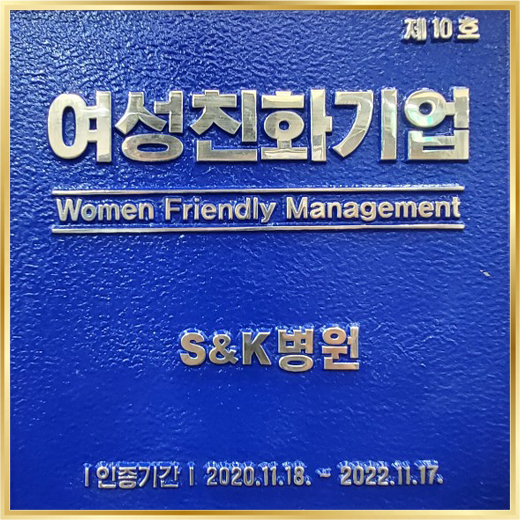 제10호
여성친화기업
Women Friendly Management
S&K병원
| 인증기간 | 2020.11.18. ~ 2022.11.17.